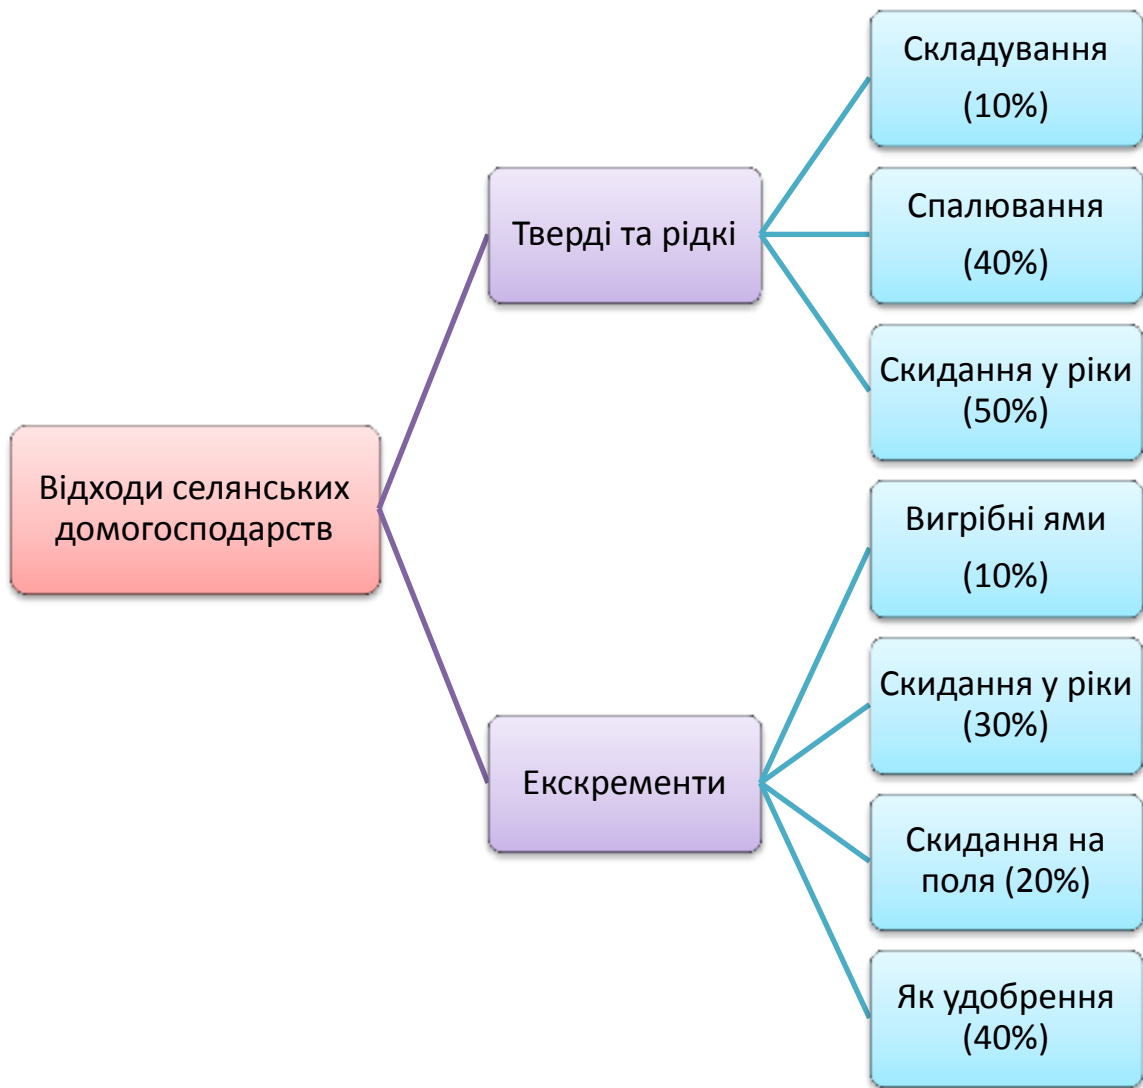 Відходи селянських
домогосподарств
Тверді та рідкі
Складування
(10%)
Спалювання
(40%)
Скидання у ріки
(50%)
Екскременти
Вигрібні ями
(10%)
Скидання у ріки
(30%)
Скидання на
поля (20%)
Як удобрення
(40%)